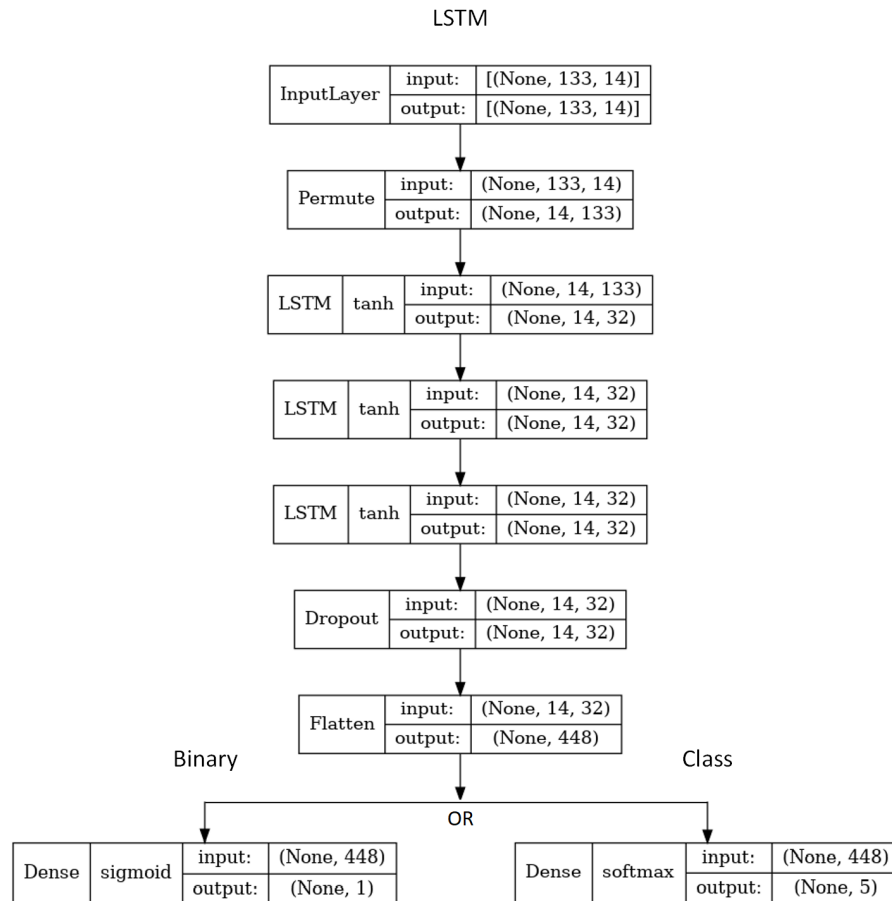 LSTM
InputLayer input: [(None, 133, 14)]
output: [(None, 133, 14)]
Permute input: (None, 133, 14)
output: (None, 14, 133)
LSTM tanh input: (None, 14, 133)
output: (None, 14, 32)
LSTM tanh input: (None, 14, 32)
output: (None, 14, 32)
LSTM tanh input: (None, 14, 32)
output: (None, 14, 32)
Dropout input: (None, 14, 32)
output: (None, 14, 32)
Flatten input: (None, 14, 32)
output: (None, 448)
Binary
Class
OR
Dense sigmoid input: (None, 448)
output: (None, 1)
Dense softmax input: (None, 448)
output: (None, 5)